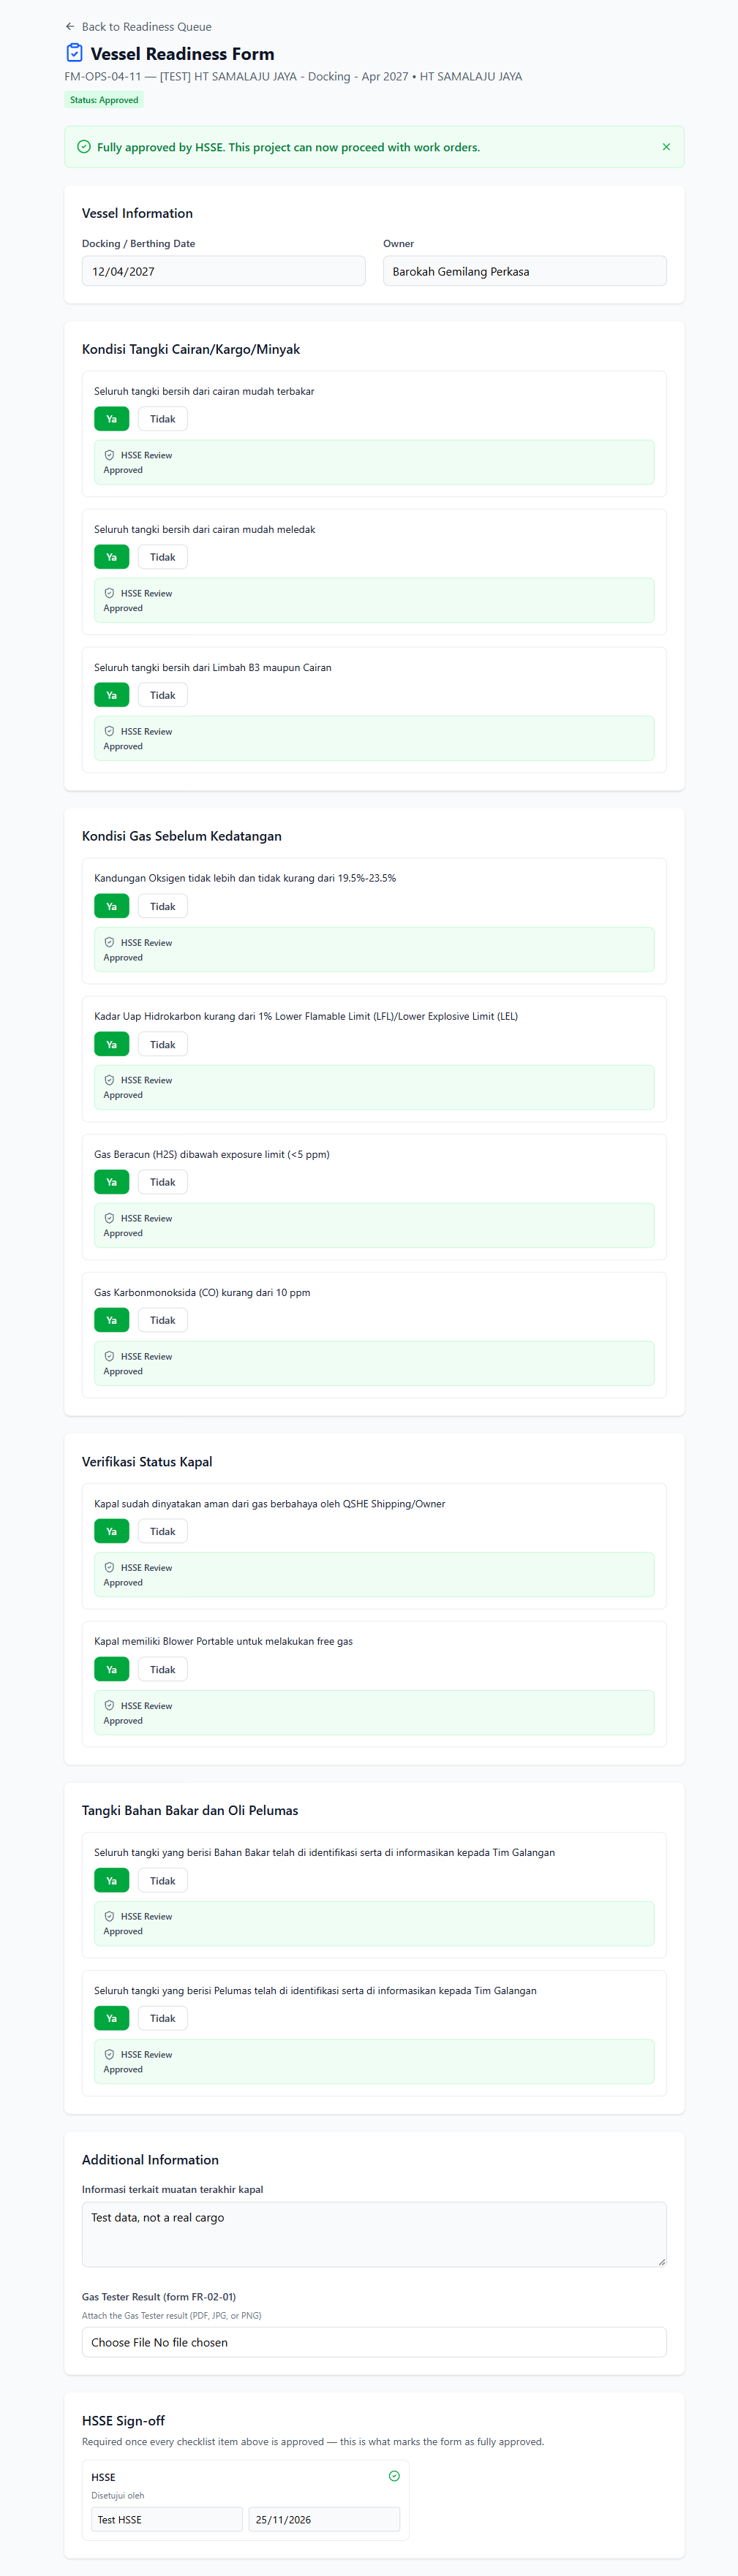 Back to Readiness Queue
Vessel Readiness Form
FM-OPS-04-11 — [TEST] HT SAMALAJU JAYA - Docking - Apr 2027 • HT SAMALAJU JAYA
Status: Approved
Fully approved by HSSE. This project can now proceed with work orders.
Vessel Information
Docking / Berthing Date
Owner
12/04/2027
Barokah Gemilang Perkasa
Kondisi Tangki Cairan/Kargo/Minyak
Seluruh tangki bersih dari cairan mudah terbakar
Ya
Tidak
HSSE Review
Approved
Seluruh tangki bersih dari cairan mudah meledak
Ya
Tidak
HSSE Review
Approved
Seluruh tangki bersih dari Limbah B3 maupun Cairan
Ya
Tidak
HSSE Review
Approved
Kondisi Gas Sebelum Kedatangan
Kandungan Oksigen tidak lebih dan tidak kurang dari 19.5%-23.5%
Ya
Tidak
HSSE Review
Approved
Kadar Uap Hidrokarbon kurang dari 1% Lower Flamable Limit (LFL)/Lower Explosive Limit (LEL)
Ya
Tidak
HSSE Review
Approved
Gas Beracun (H2S) dibawah exposure limit (<5 ppm)
Ya
Tidak
HSSE Review
Approved
Gas Karbonmonoksida (CO) kurang dari 10 ppm
Ya
Tidak
HSSE Review
Approved
Verifikasi Status Kapal
Kapal sudah dinyatakan aman dari gas berbahaya oleh QSHE Shipping/Owner
Ya
Tidak
HSSE Review
Approved
Kapal memiliki Blower Portable untuk melakukan free gas
Ya
Tidak
HSSE Review
Approved
Tangki Bahan Bakar dan Oli Pelumas
Seluruh tangki yang berisi Bahan Bakar telah di identifikasi serta di informasikan kepada Tim Galangan
Ya
Tidak
HSSE Review
Approved
Seluruh tangki yang berisi Pelumas telah di identifikasi serta di informasikan kepada Tim Galangan
Ya
Tidak
HSSE Review
Approved
Additional Information
Informasi terkait muatan terakhir kapal
Test data, not a real cargo
Gas Tester Result (form FR-02-01)
Attach the Gas Tester result (PDF, JPG, or PNG)
Choose File No file chosen
HSSE Sign-off
Required once every checklist item above is approved — this is what marks the form as fully approved.
HSSE
Disetujui oleh
Test HSSE
25/11/2026